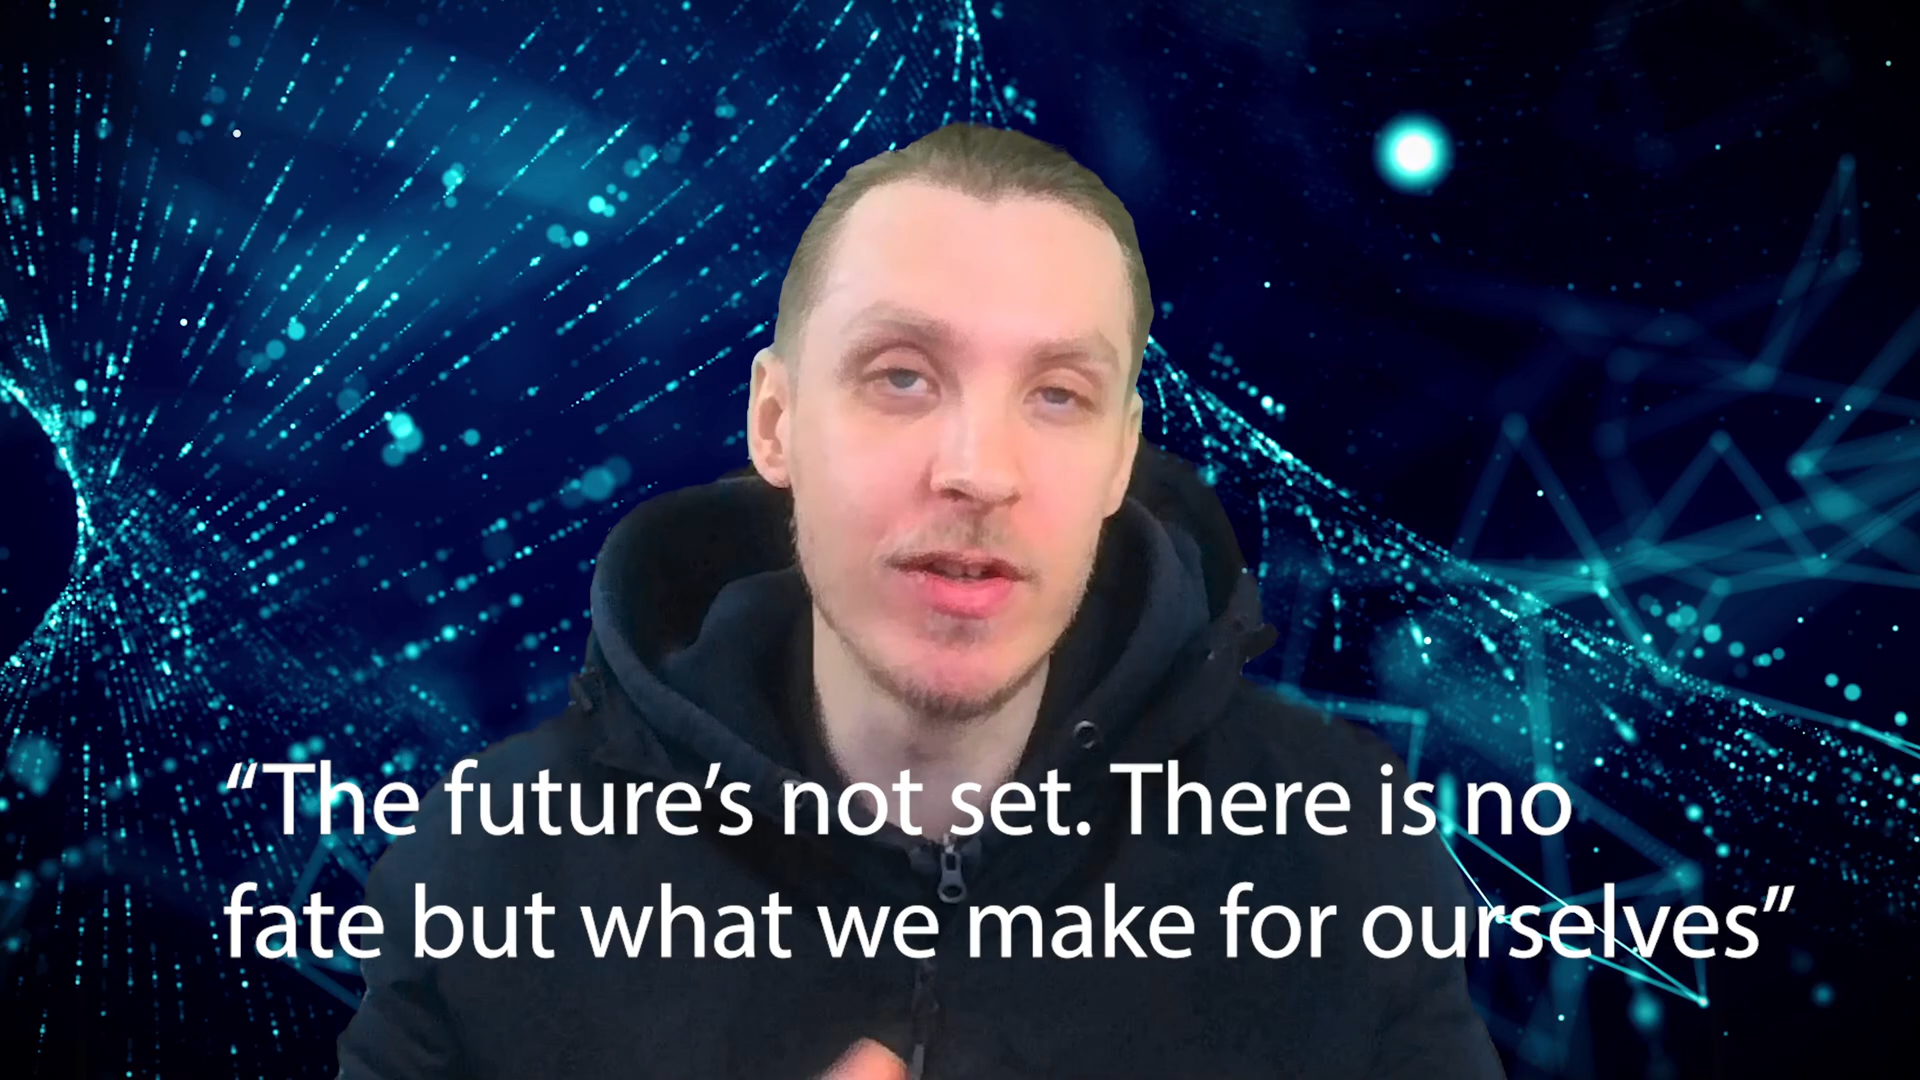 “The future’s not set. There is no
fate but what we make for ourselves”